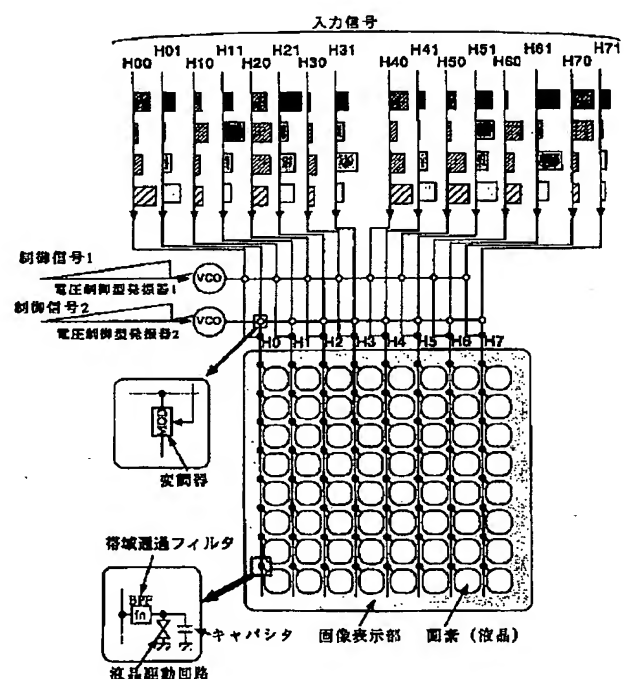 入力信号
H00 H01 H10 H11 H20 H21 H30 H31 H40 H41 H50 H51 H60 H61 H70 H71
制御信号1
VCO
電圧制御型発振器1
制御信号2
VCO
電圧制御型発振器2
H0 H1 H2 H3 H4 H5 H6 H7
MOD
変調器
帯域通過フィルタ
BPF
fn
キャパシタ
液晶駆動回路
画像表示部
画素（液晶）